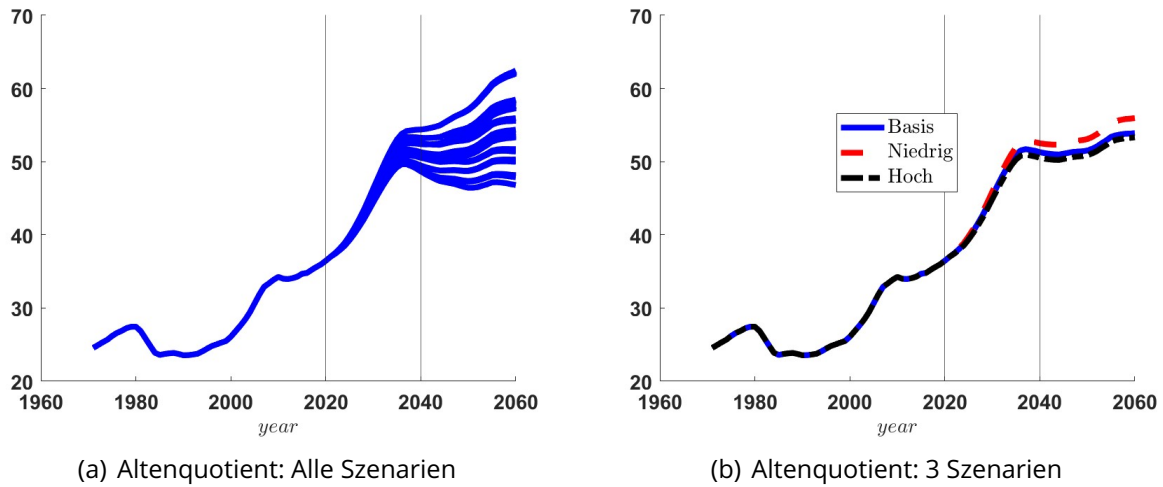 70
60
50
40
30
20
1960 1980 2000 2020 2040 2060
year
(a) Altenquotient: Alle Szenarien
70
60
50
40
30
20
Basis
Niedrig
Hoch
1960 1980 2000 2020 2040 2060
year
(b) Altenquotient: 3 Szenarien